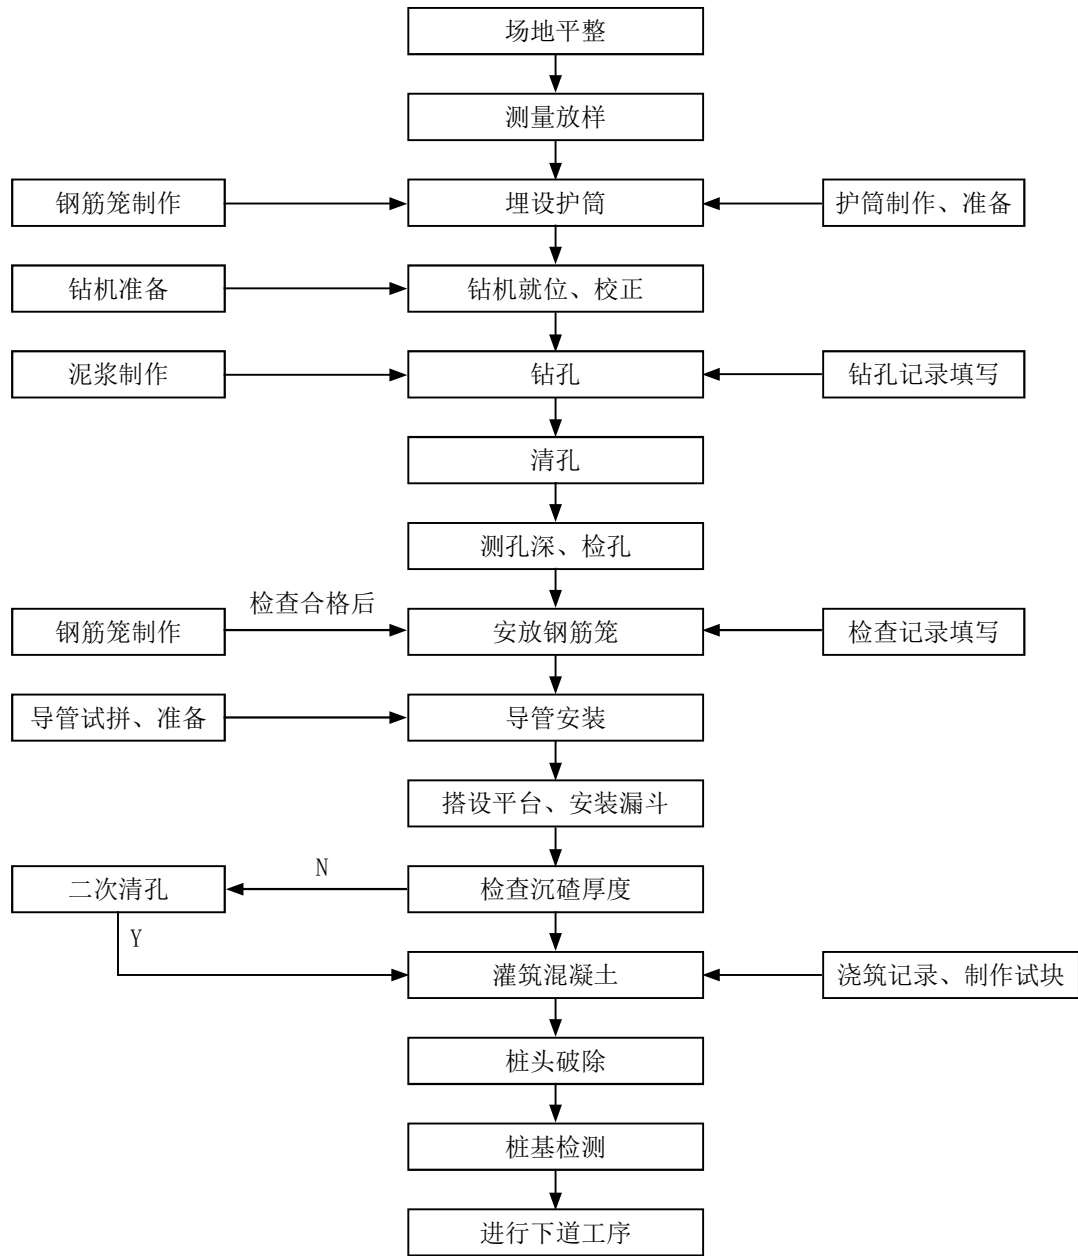 场地平整
测量放样
钢筋笼制作
埋设护筒
护筒制作、准备
钻机准备
钻机就位、校正
泥浆制作
钻孔
钻孔记录填写
清孔
测孔深、检孔
检查合格后
钢筋笼制作
安放钢筋笼
检查记录填写
导管试拼、准备
导管安装
搭设平台、安装漏斗
N
二次清孔
检查沉碴厚度
Y
灌筑混凝土
浇筑记录、制作试块
桩头破除
桩基检测
进行下道工序